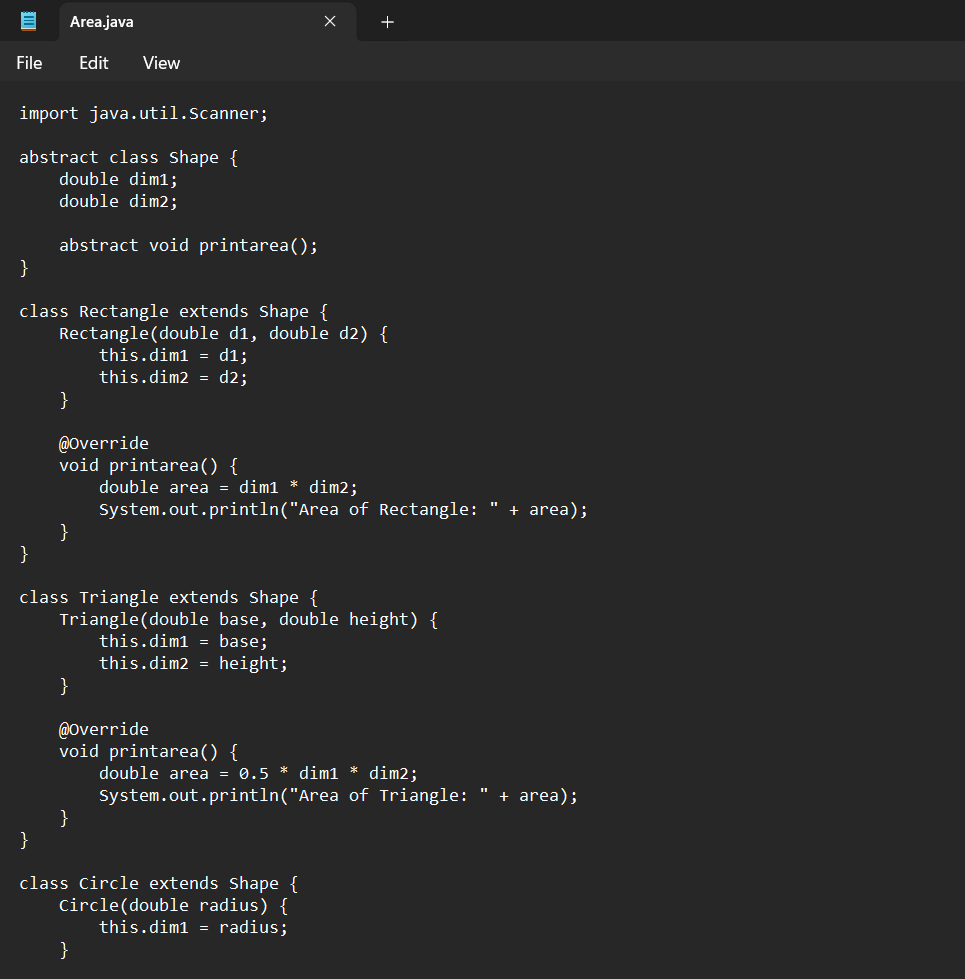 Area.java
File Edit View
import java.util.Scanner;
abstract class Shape {
    double dim1;
    double dim2;
    abstract void printarea();
}
class Rectangle extends Shape {
    Rectangle(double d1, double d2) {
        this.dim1 = d1;
        this.dim2 = d2;
    }
    @Override
    void printarea() {
        double area = dim1 * dim2;
        System.out.println("Area of Rectangle: " + area);
    }
}
class Triangle extends Shape {
    Triangle(double base, double height) {
        this.dim1 = base;
        this.dim2 = height;
    }
    @Override
    void printarea() {
        double area = 0.5 * dim1 * dim2;
        System.out.println("Area of Triangle: " + area);
    }
}
class Circle extends Shape {
    Circle(double radius) {
        this.dim1 = radius;
    }